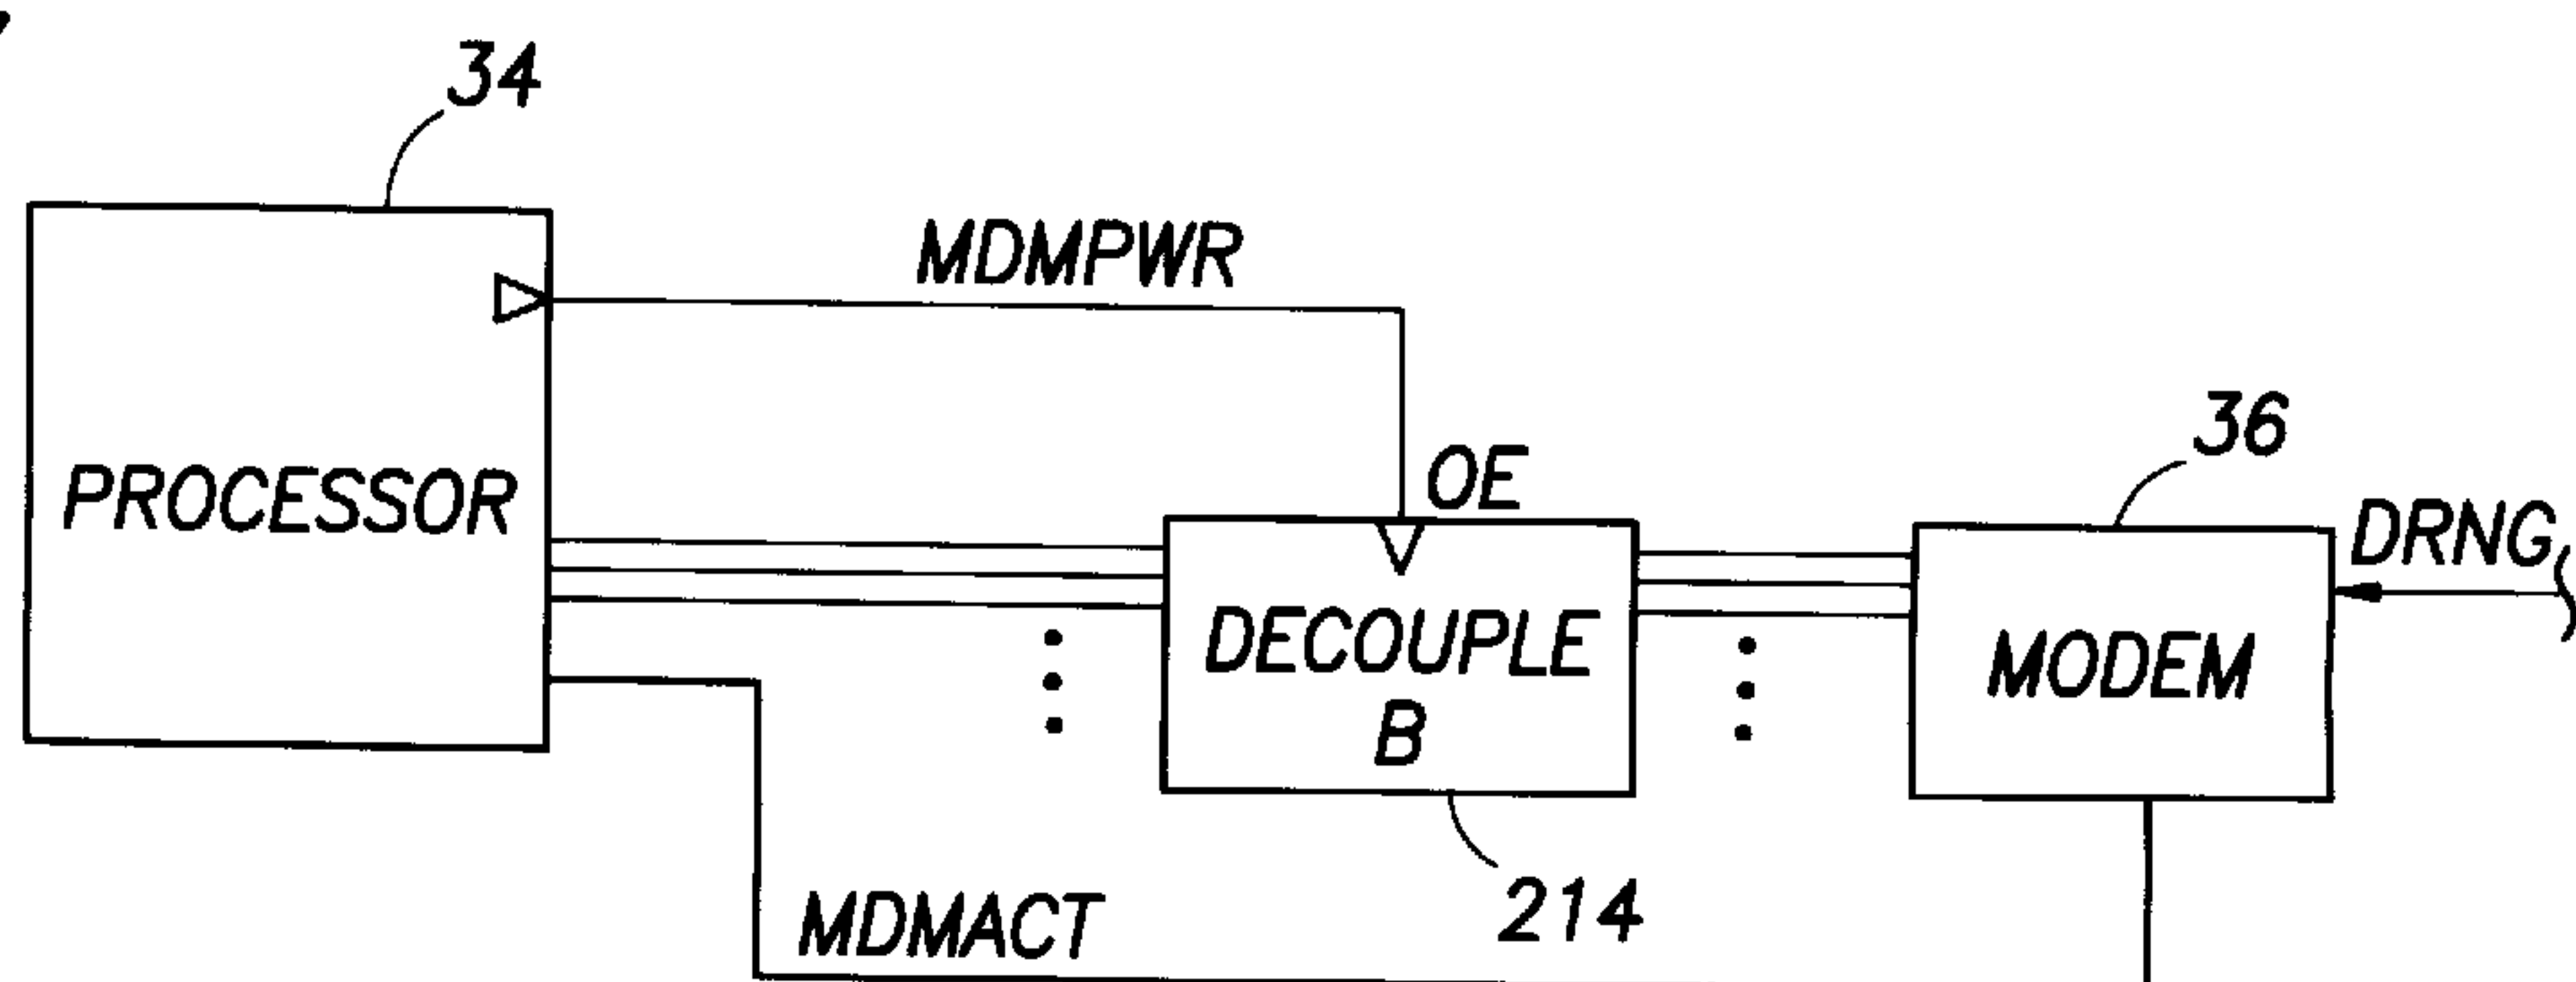 34
MDMPWR
PROCESSOR
OE
36
DRNG
DECOUPLE
B
MODEM
214
MDMACT